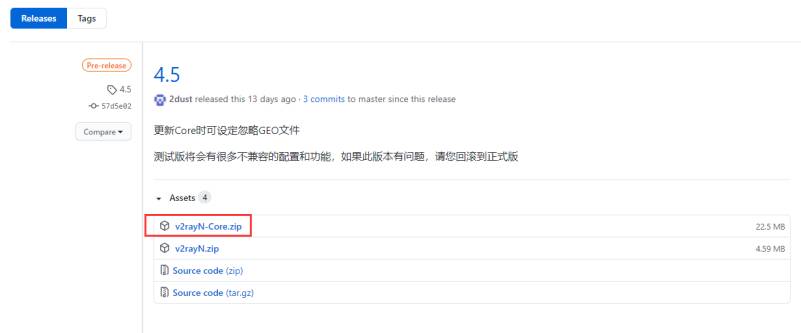 Releases Tags
Pre-release
4.5
57d5e02
Compare
4.5
2dust released this 13 days ago · 3 commits to master since this release
更新Core时可设定忽略GEO文件
测试版将会有很多不兼容的配置和功能，如果此版本有问题，请您回滚到正式版
Assets 4
v2rayN-Core.zip 22.5 MB
v2rayN.zip 4.59 MB
Source code (zip)
Source code (tar.gz)